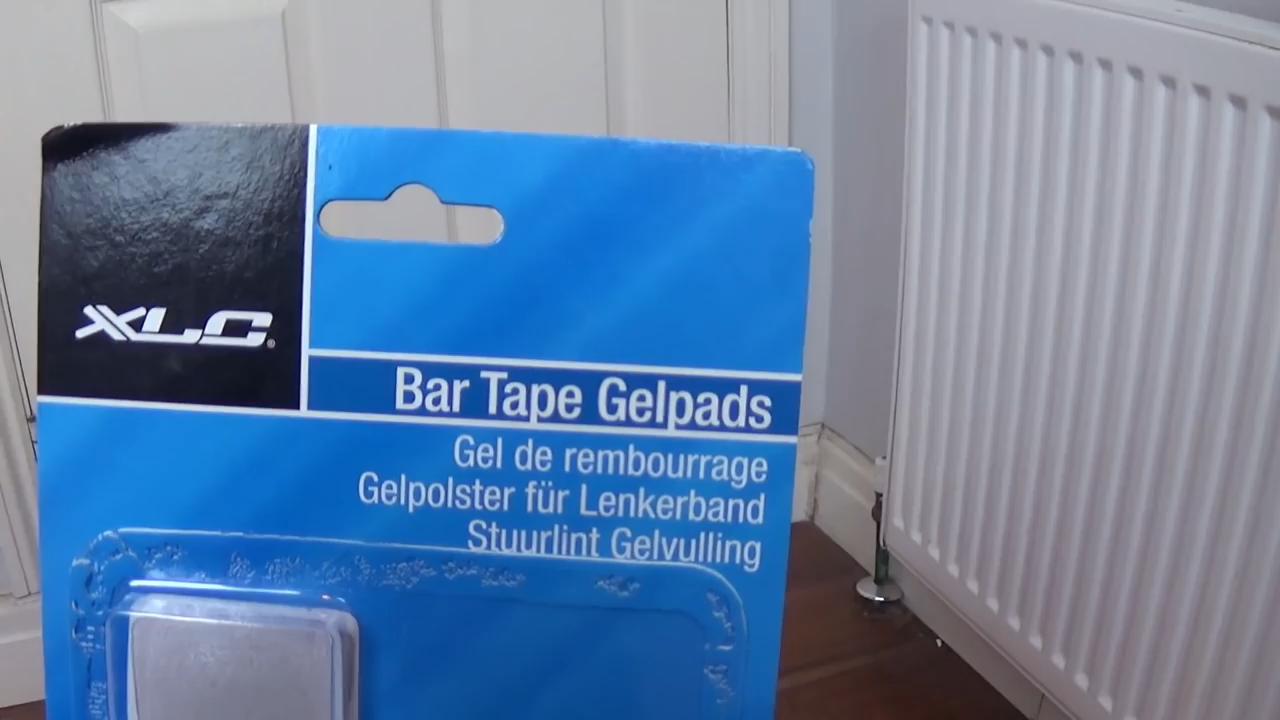 XLC
Bar Tape Gelpads
Gel de rembourrage
Gelpolster für Lenkerband
Stuurlint Gelvulling